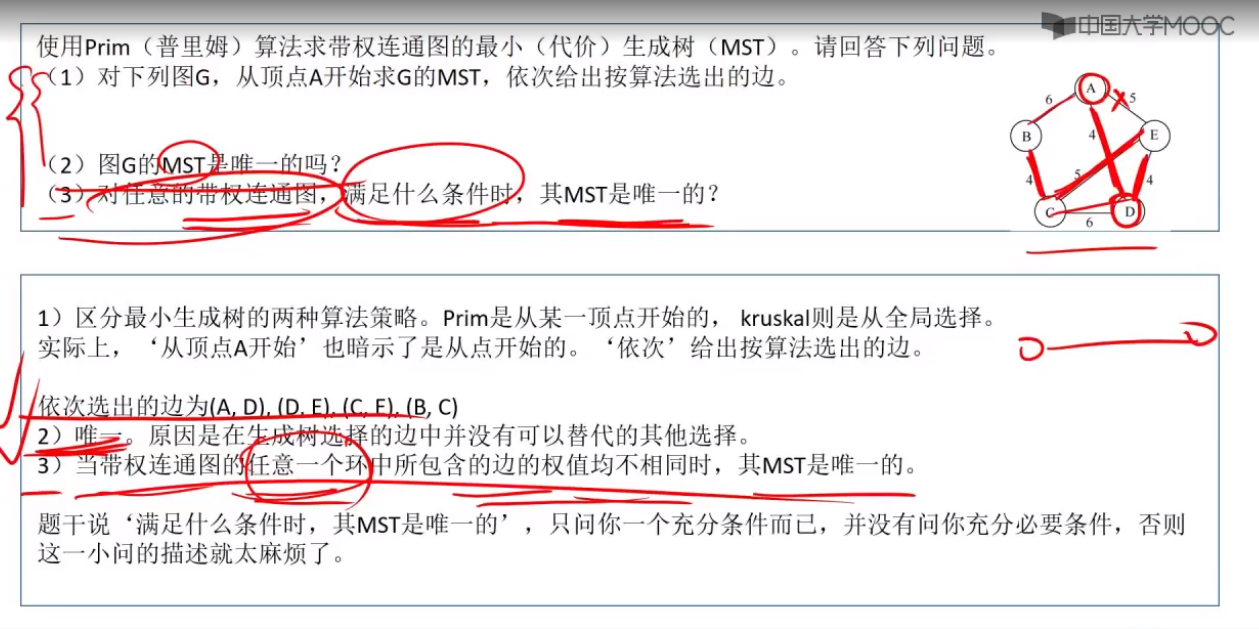 中国大学MOOC
使用Prim（普里姆）算法求带权连通图的最小（代价）生成树（MST）。请回答下列问题。
（1）对下列图G，从顶点A开始求G的MST，依次给出按算法选出的边。
（2）图G的MST是唯一的吗？
（3）对任意的带权连通图，满足什么条件时，其MST是唯一的？
A
6
5
B
4
E
4
5
4
C
D
6
1）区分最小生成树的两种算法策略。Prim是从某一顶点开始的， kruskal则是从全局选择。
实际上，‘从顶点A开始’也暗示了是从点开始的。‘依次’给出按算法选出的边。
依次选出的边为(A, D), (D, E), (C, E), (B, C)
2）唯一。原因是在生成树选择的边中并没有可以替代的其他选择。
3）当带权连通图的任意一个环中所包含的边的权值均不相同时，其MST是唯一的。
题干说‘满足什么条件时，其MST是唯一的’，只问你一个充分条件而已，并没有问你充分必要条件，否则
这一小问的描述就太麻烦了。